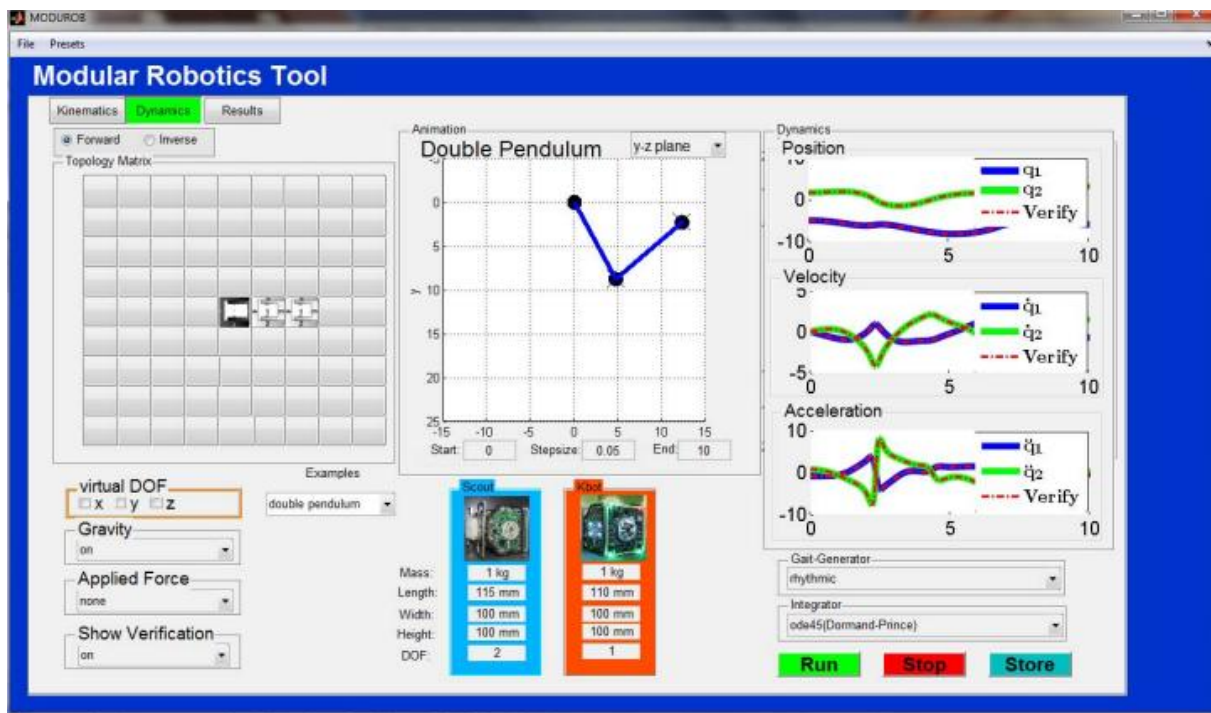 MODUROB
File Presets
Modular Robotics Tool
Kinematics Dynamics Results
Forward Inverse
Topology Matrix
Animation
Double Pendulum
y-z plane
0
5
10
15
20
25
y
-15 -10 -5 0 5 10 15
Start: 0 Stepsize: 0.05 End: 10
Dynamics
Position
10
0
-10
0 5 10
q1
q2
Verify
Velocity
5
0
-5
0 5 10
q̇1
q̇2
Verify
Acceleration
10
0
-10
0 5 10
q̈1
q̈2
Verify
virtual DOF
x y z
Gravity
on
Applied Force
none
Show Verification
on
Examples
double pendulum
Scout Kbot
Mass: 1 kg 1 kg
Length: 115 mm 110 mm
Width: 100 mm 100 mm
Height: 100 mm 100 mm
DOF: 2 1
Gait-Generator
rhythmic
Integrator
ode45(Dormand-Prince)
Run Stop Store